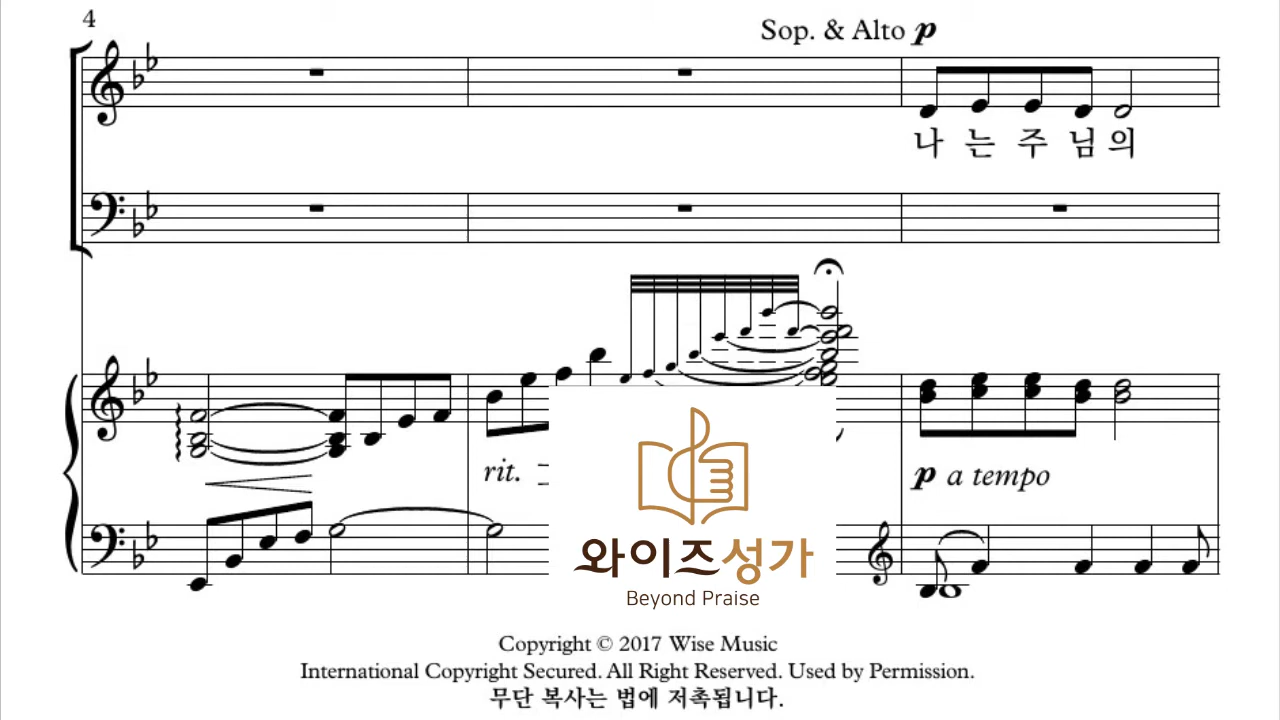 4
Sop. & Alto p
나 는 주 님 의
rit.
p a tempo
와이즈성가
Beyond Praise
Copyright © 2017 Wise Music
International Copyright Secured. All Right Reserved. Used by Permission.
무단 복사는 법에 저촉됩니다.